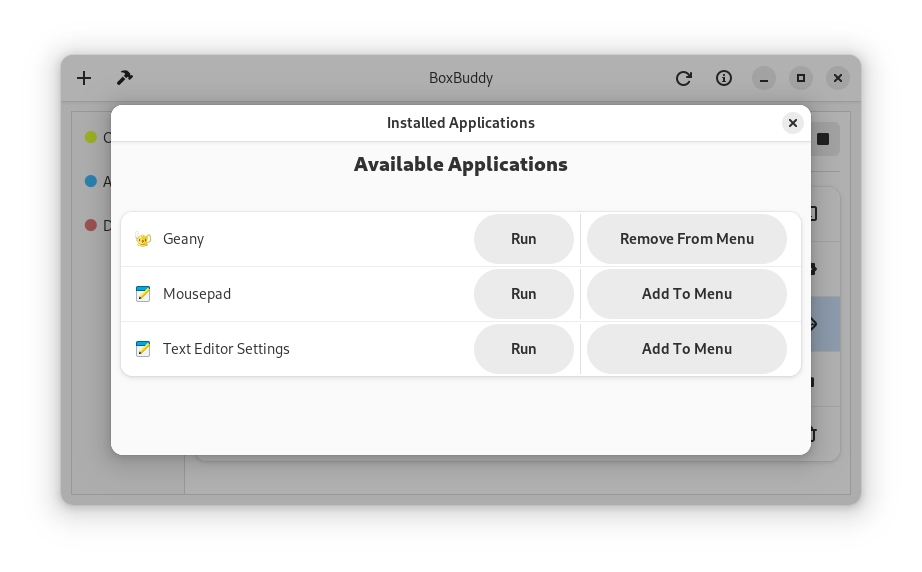 BoxBuddy
Installed Applications
Available Applications
Geany Run Remove From Menu
Mousepad Run Add To Menu
Text Editor Settings Run Add To Menu